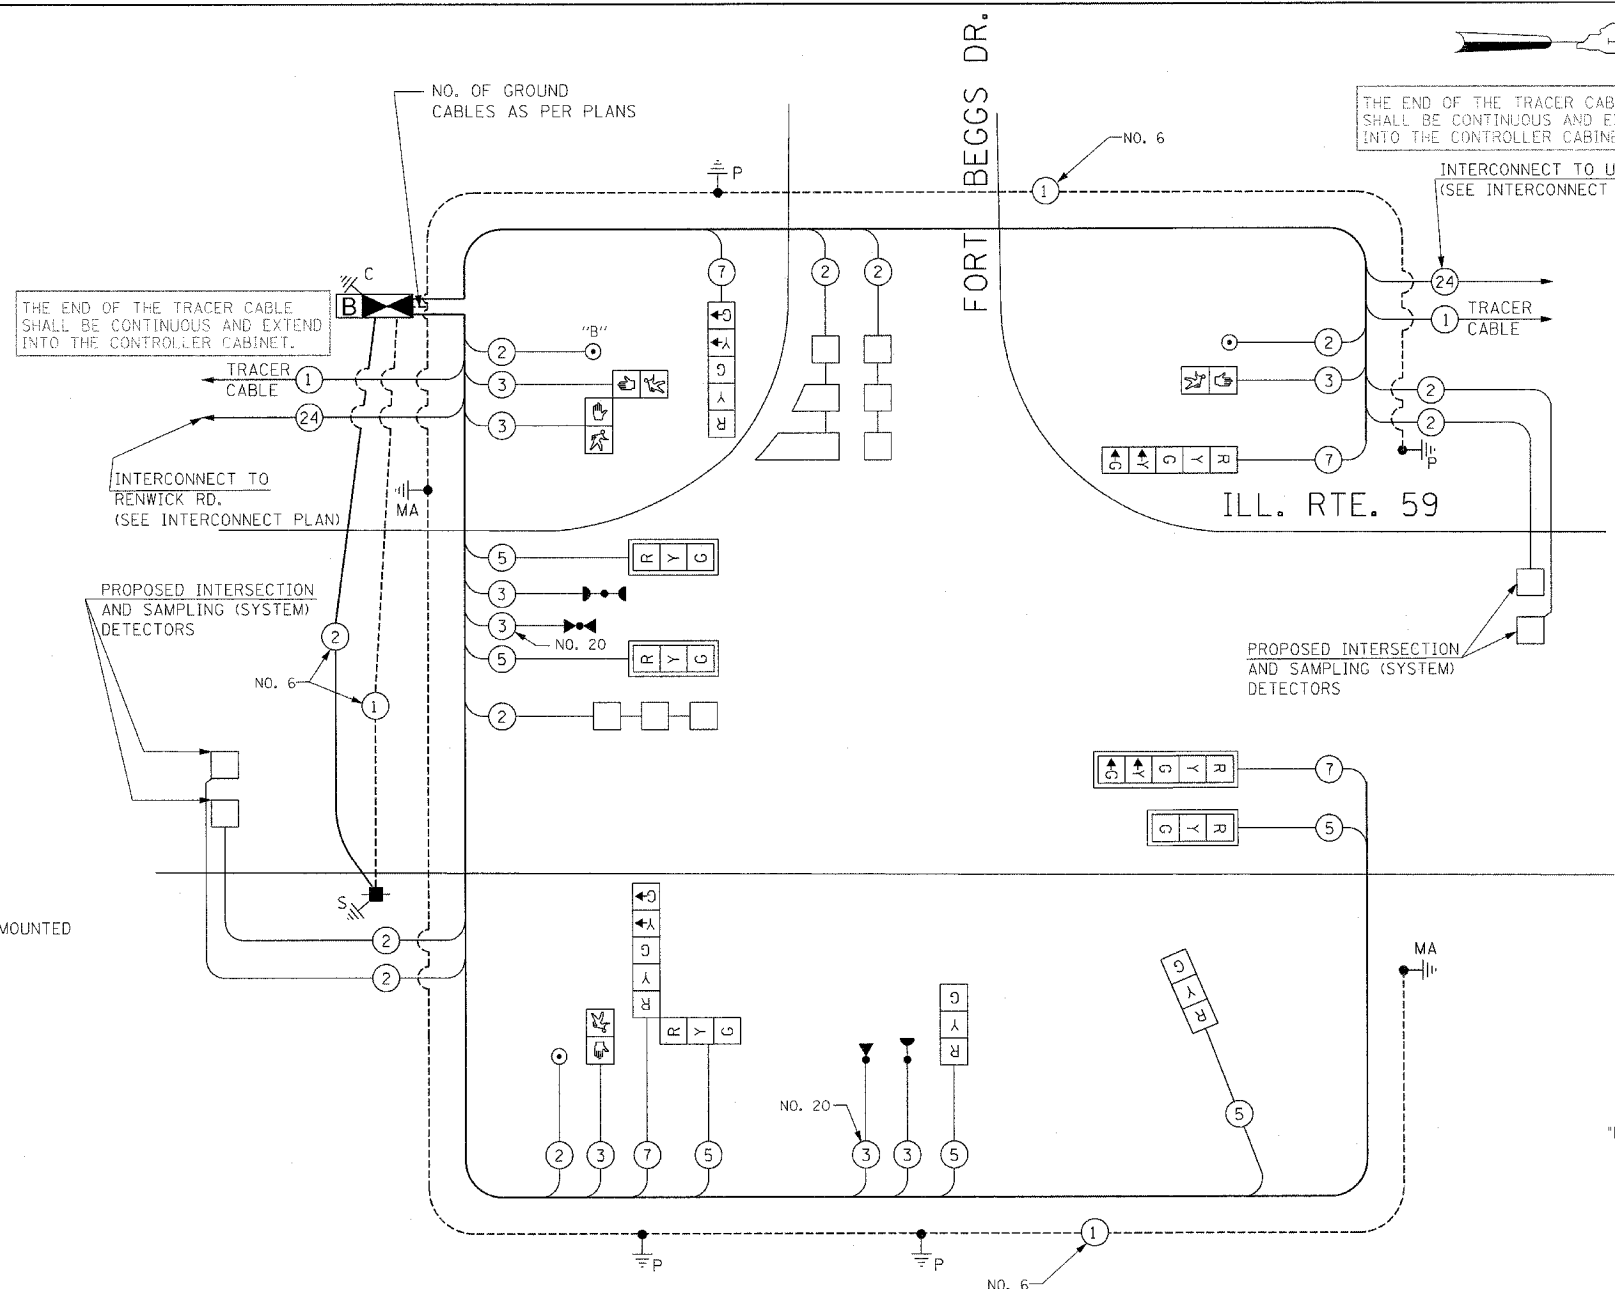 NO. OF GROUND
CABLES AS PER PLANS
FORT BEGGS DR.
NO. 6
1
P
THE END OF THE TRACER CAB
SHALL BE CONTINUOUS AND E
INTO THE CONTROLLER CABINE
INTERCONNECT TO U
(SEE INTERCONNECT
24
1
TRACER
CABLE
C
B
THE END OF THE TRACER CABLE
SHALL BE CONTINUOUS AND EXTEND
INTO THE CONTROLLER CABINET.
TRACER
CABLE
1
24
INTERCONNECT TO
RENWICK RD.
(SEE INTERCONNECT PLAN)
MA
2
"B"
3
3
7
G
Y
G
Y
R
2
2
2
3
2
2
G Y G Y R
7
P
ILL. RTE. 59
5
R Y G
3
3
NO. 20
5
R Y G
2
PROPOSED INTERSECTION
AND SAMPLING (SYSTEM)
DETECTORS
2
NO. 6
1
PROPOSED INTERSECTION
AND SAMPLING (SYSTEM)
DETECTORS
G Y G Y R
7
G Y R
5
S
MOUNTED
2
2
G
Y
G
Y
R
R Y G
2
3
7
5
NO. 20
3
3
G
Y
R
5
G
Y
R
5
MA
P
P
1
NO. 6